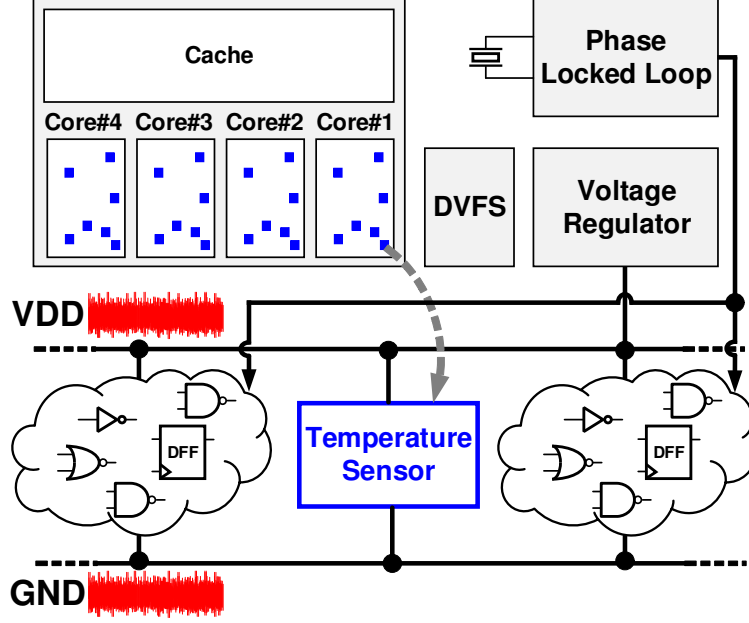 Cache
Phase
Locked Loop
Core#4 Core#3 Core#2 Core#1
DVFS
Voltage
Regulator
VDD
Temperature
Sensor
DFF
DFF
GND